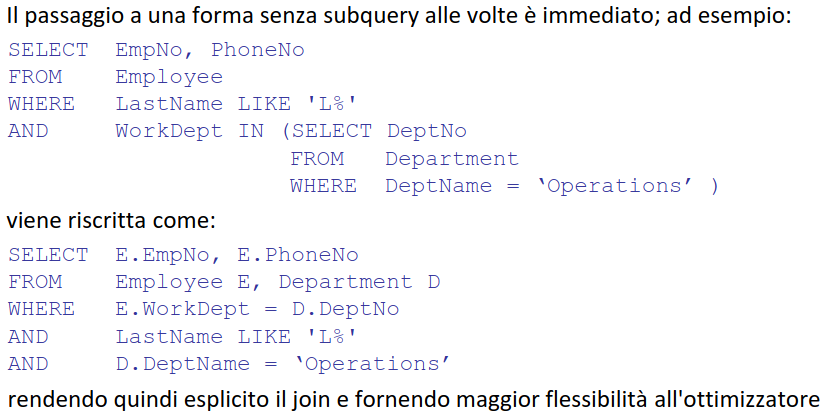 Il passaggio a una forma senza subquery alle volte è immediato; ad esempio:
SELECT EmpNo, PhoneNo
FROM Employee
WHERE LastName LIKE 'L%'
AND WorkDept IN (SELECT DeptNo
FROM Department
WHERE DeptName = ‘Operations’ )
viene riscritta come:
SELECT E.EmpNo, E.PhoneNo
FROM Employee E, Department D
WHERE E.WorkDept = D.DeptNo
AND LastName LIKE 'L%'
AND D.DeptName = ‘Operations’
rendendo quindi esplicito il join e fornendo maggior flessibilità all'ottimizzatore